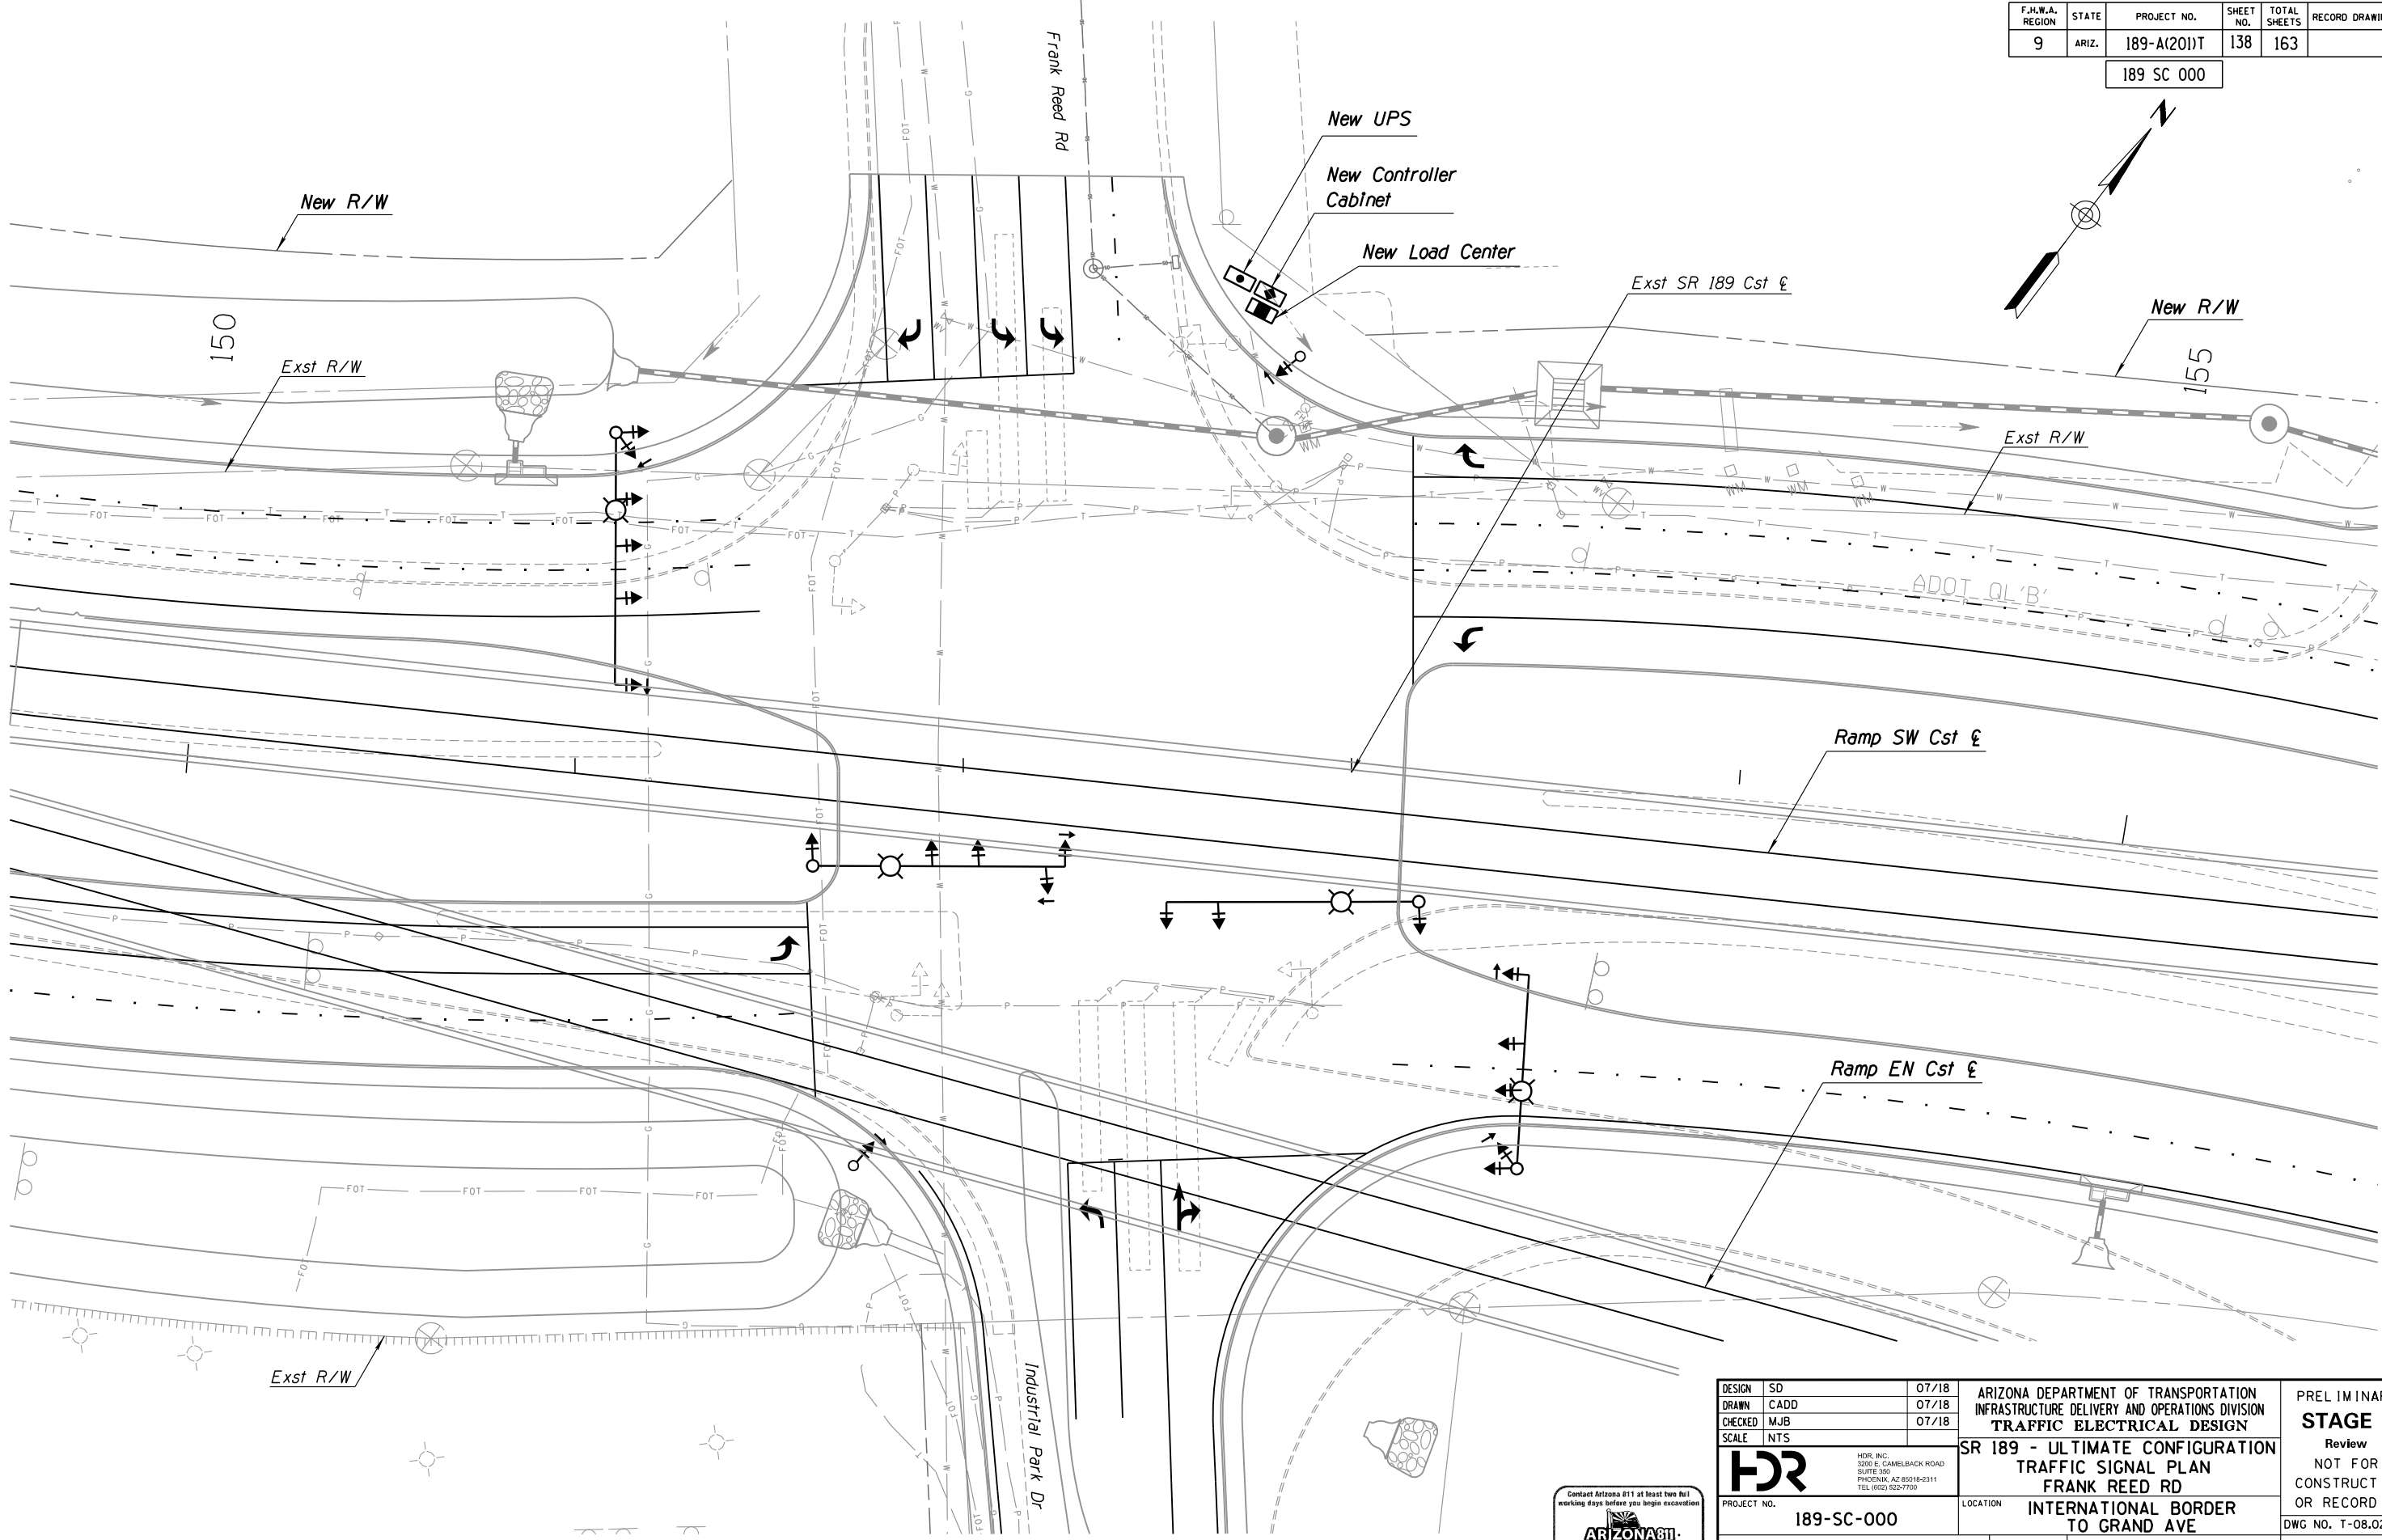 F.H.W.A. REGION STATE PROJECT NO. SHEET NO. TOTAL SHEETS RECORD
9 ARIZ. 189-A(201)T 138 163
189 SC 000
N
Frank Reed Rd
New UPS
New Controller
Cabinet
New Load Center
New R/W
Exst SR 189 Cst ℄
New R/W
150
155
Exst R/W
Exst R/W
ADOT QL'B'
Ramp SW Cst ℄
Ramp EN Cst ℄
Exst R/W
Industrial Park Dr
DESIGN SD 07/18
DRAWN CADD 07/18
CHECKED MJB 07/18
SCALE NTS
ARIZONA DEPARTMENT OF TRANSPORTATION
INFRASTRUCTURE DELIVERY AND OPERATIONS DIVISION
TRAFFIC ELECTRICAL DESIGN
SR 189 - ULTIMATE CONFIGURATION
TRAFFIC SIGNAL PLAN
FRANK REED RD
HDR
HDR, INC.
3200 E. CAMELBACK ROAD
SUITE 350
PHOENIX, AZ 85018-2311
TEL (602) 522-7700
PROJECT NO.
189-SC-000
LOCATION
INTERNATIONAL BORDER
TO GRAND AVE
STAGE
Review
NOT FOR
OR RECORD
DWG NO. T-08.02
Contact Arizona 811 at least two full
working days before you begin excavation
ARIZONA811